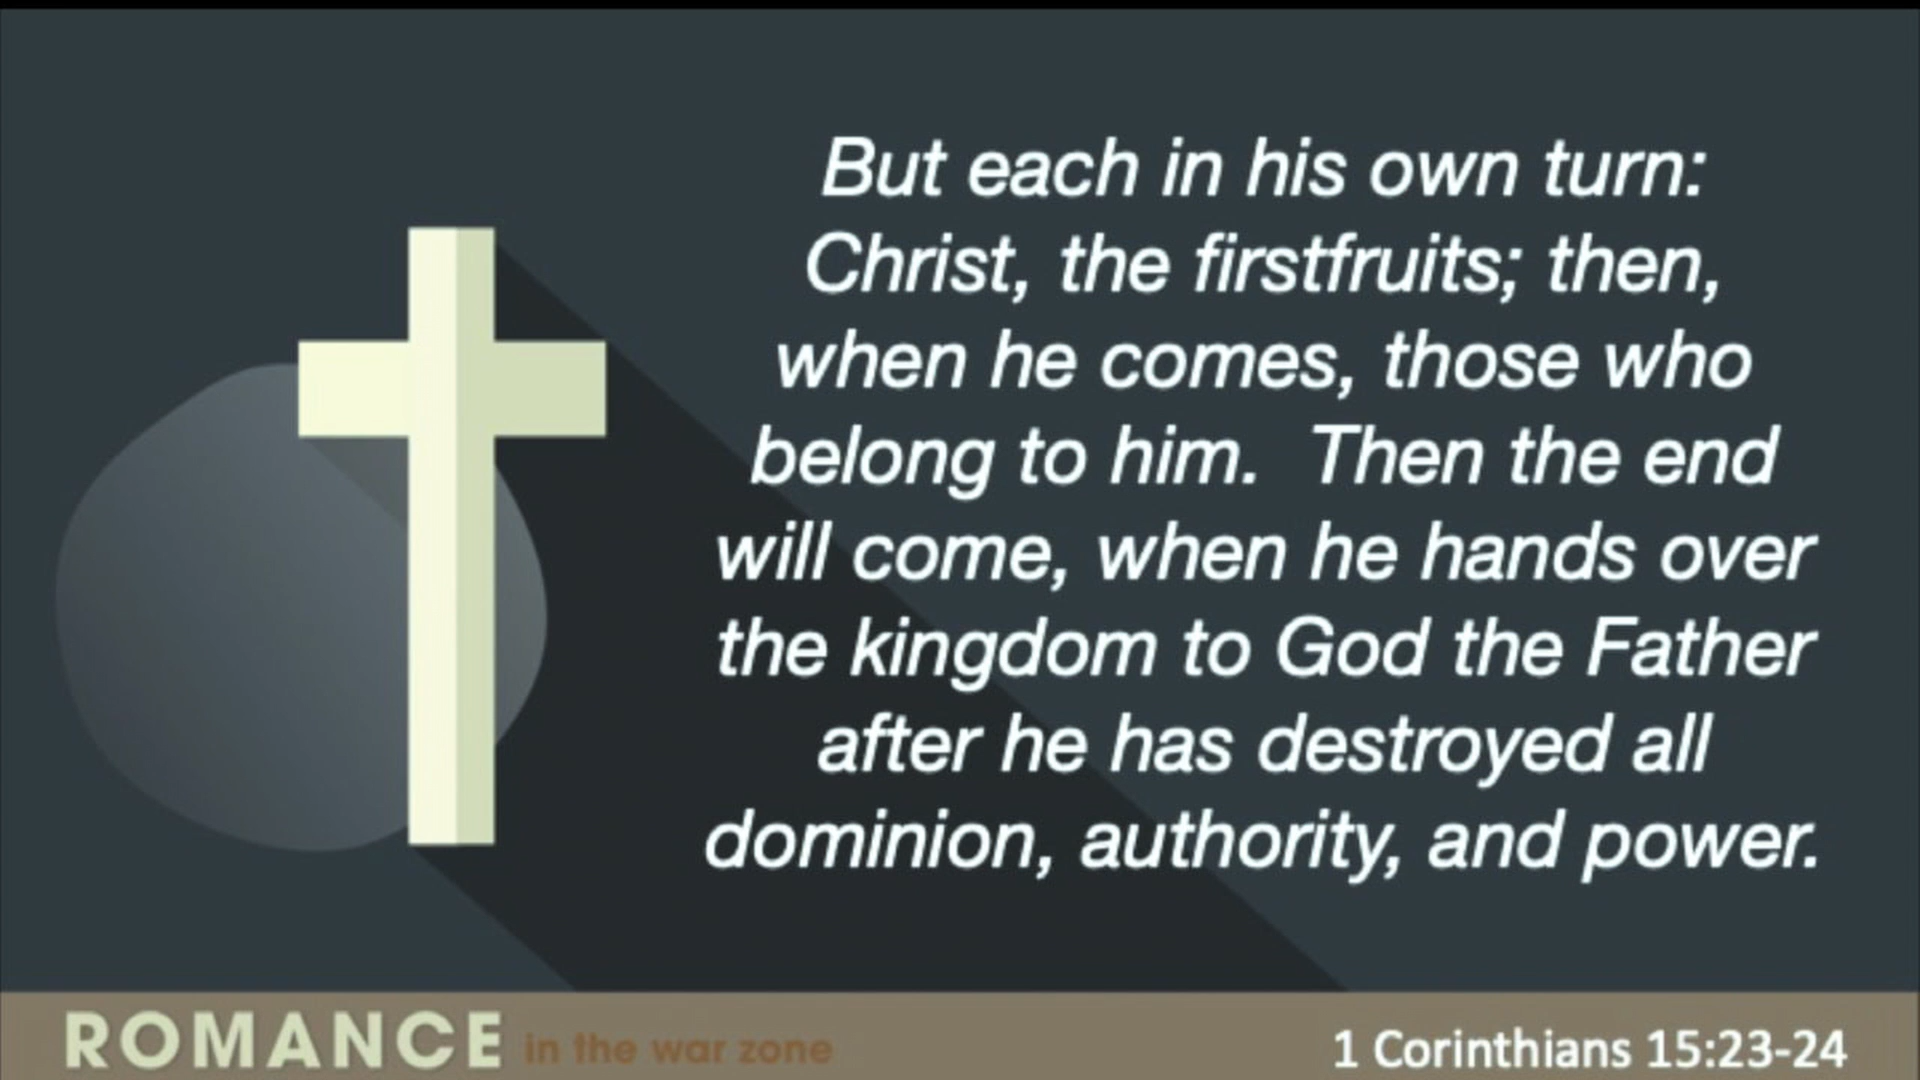 But each in his own turn:
Christ, the firstfruits; then,
when he comes, those who
belong to him.  Then the end
will come, when he hands over
the kingdom to God the Father
after he has destroyed all
dominion, authority, and power.
ROMANCE in the war zone
1 Corinthians 15:23-24